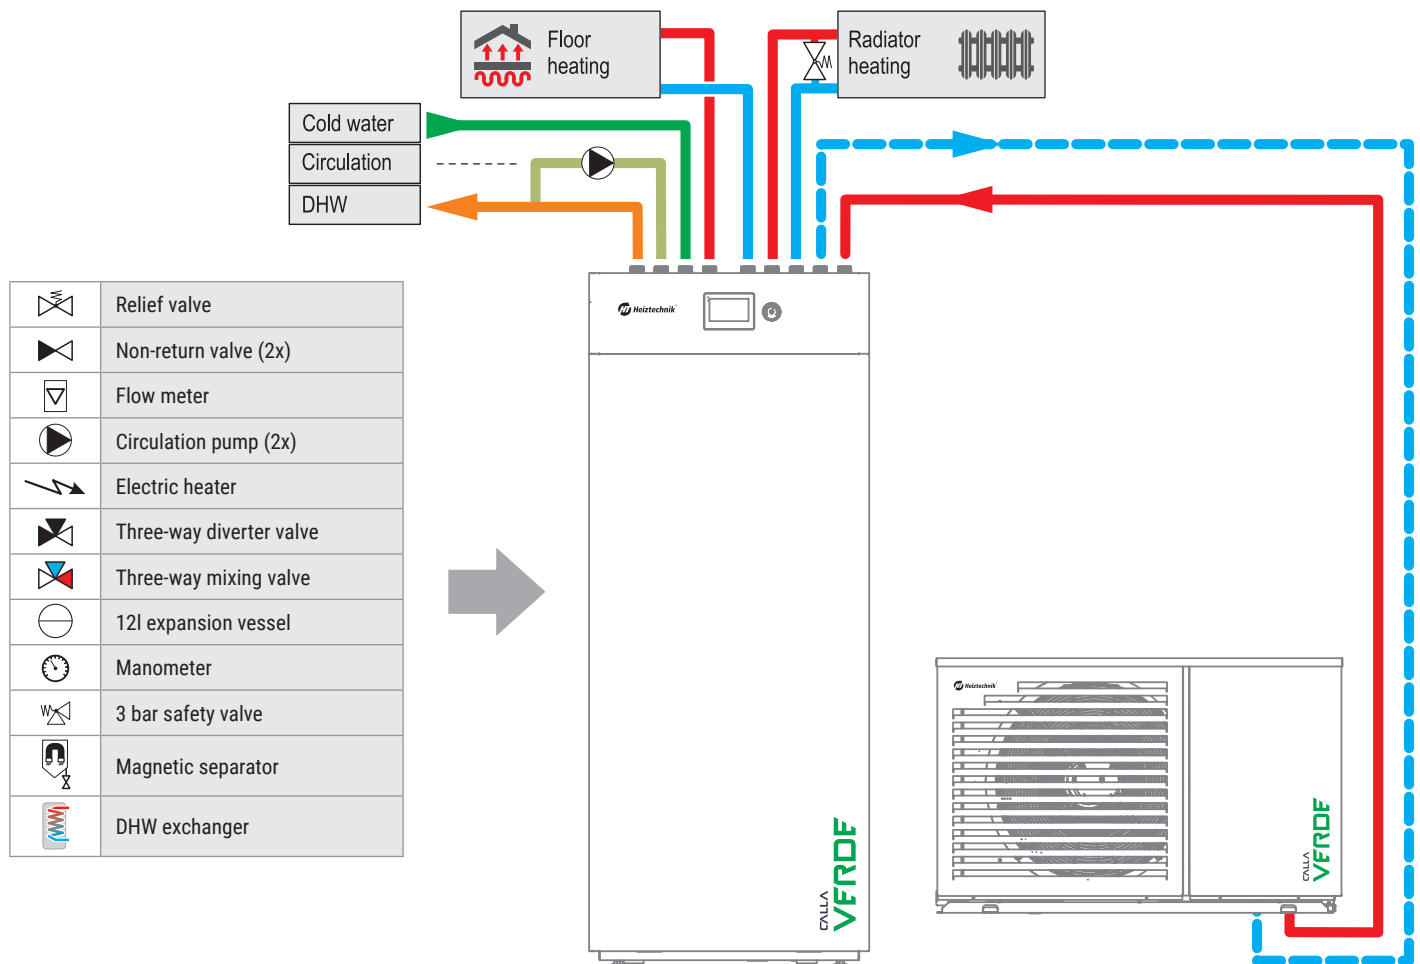 Floor
heating
Radiator
heating
Cold water
Circulation
DHW
HT Heiztechnik
Relief valve
Non-return valve (2x)
Flow meter
Circulation pump (2x)
Electric heater
Three-way diverter valve
Three-way mixing valve
12l expansion vessel
Manometer
3 bar safety valve
Magnetic separator
DHW exchanger
CALLA
VERDE
HT Heiztechnik
CALLA
VERDE